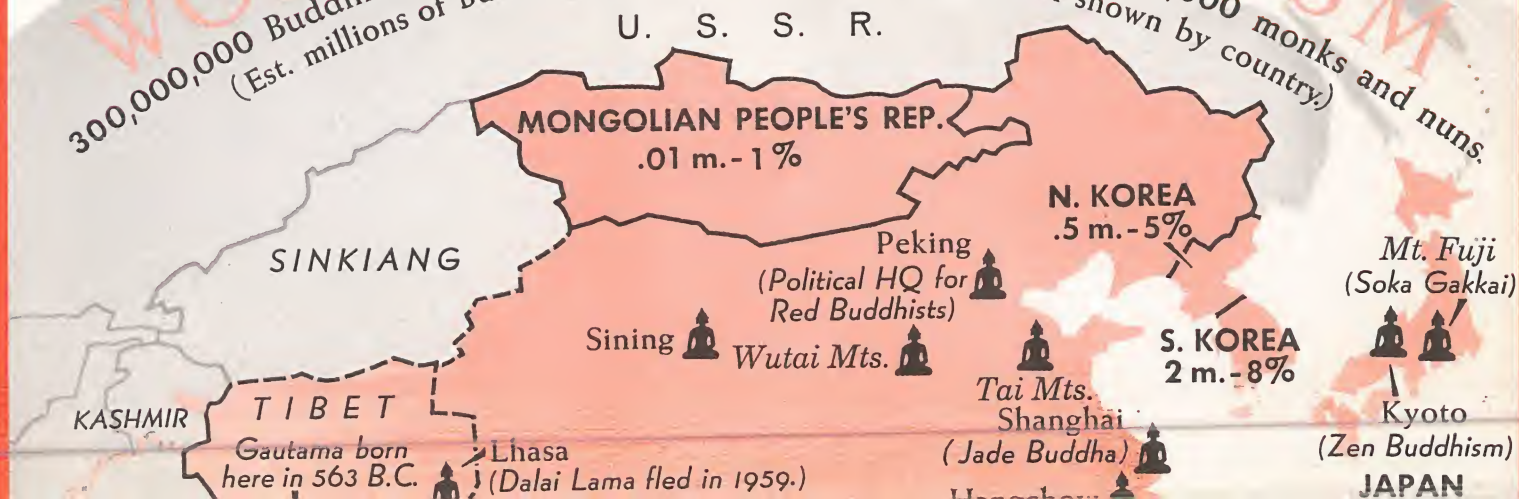 300,000,000
(Est. millions of
000 monks and nuns.
shown by country.)
U. S. S. R.
MONGOLIAN PEOPLE'S REP.
.01 m.-1%
N. KOREA
.5 m.-5%
SINKIANG
Peking
(Political HQ for
Red Buddhists)
Mt. Fuji
(Soka Gakkai)
Sining
Wutai Mts.
S. KOREA
2 m.-8%
Tai Mts.
KASHMIR
TIBET
Shanghai
(Jade Buddha)
Kyoto
(Zen Buddhism)
Gautama born
here in 563 B.C.
Lhasa
(Dalai Lama fled in 1959.)
JAPAN